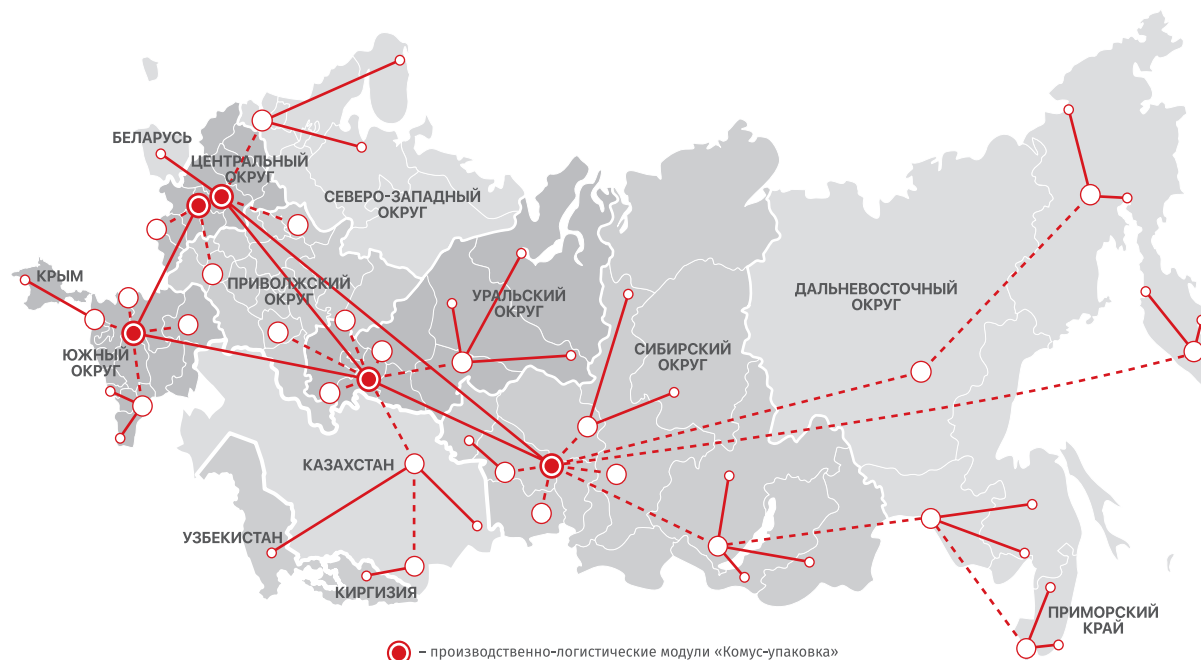 БЕЛАРУСЬ
ЦЕНТРАЛЬНЫЙ
ОКРУГ
СЕВЕРО-ЗАПАДНЫЙ
ОКРУГ
КРЫМ
ПРИВОЛЖСКИЙ
ОКРУГ
УРАЛЬСКИЙ
ОКРУГ
ДАЛЬНЕВОСТОЧНЫЙ
ОКРУГ
ЮЖНЫЙ
ОКРУГ
СИБИРСКИЙ
ОКРУГ
КАЗАХСТАН
УЗБЕКИСТАН
КИРГИЗИЯ
ПРИМОРСКИЙ
КРАЙ
– производственно-логистические модули «Комус-упаковка»